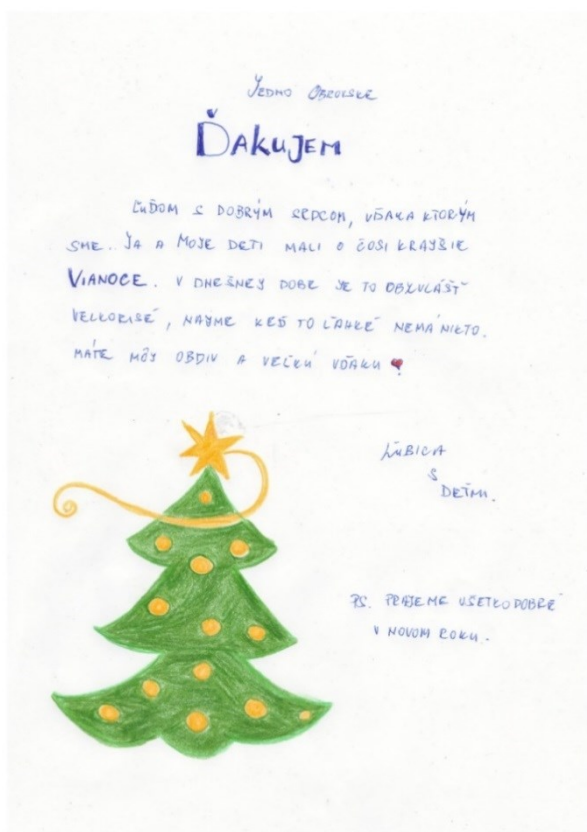 JEDNO OBROVSKÉ
ĎAKUJEM
ĽUĎOM S DOBRÝM SRDCOM, VĎAKA KTORÝM
SME.. JA A MOJE DETI MALI O ČOSI KRAJŠIE
VIANOCE. V DNEŠNEJ DOBE JE TO OBZVLÁŠŤ
VEĽKORISÉ, NAJME KEĎ TO ĽAHKÉ NEMÁ NIKTO.
MÁTE MÔJ OBDIV A VEĽKÚ VĎAKU
ĽUBICA
S
DEŤMI.
PS. PRAJEME VŠETKO DOBRÉ
V NOVOM ROKU.